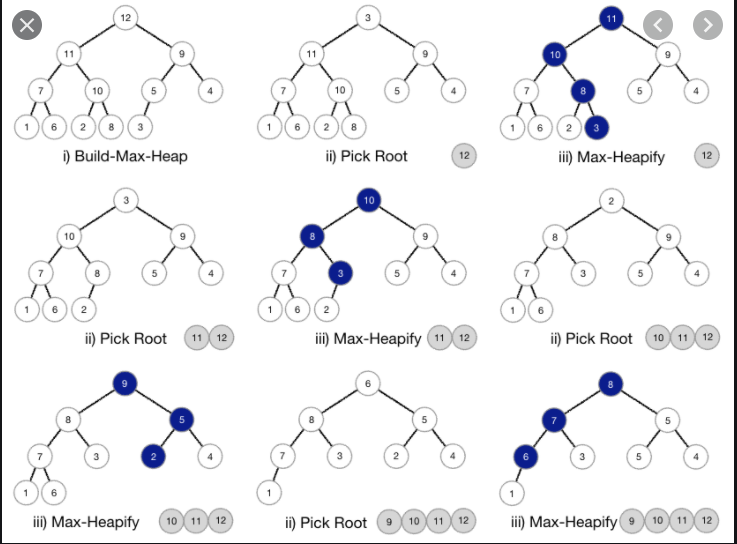 12
11 9
7 10 5 4
1 6 2 8 3
i) Build-Max-Heap
3
11 9
7 10 5 4
1 6 2 8
ii) Pick Root 12
11
10 9
7 8 5 4
1 6 2 3
iii) Max-Heapify 12
3
10 9
7 8 5 4
1 6 2
ii) Pick Root 11 12
10
8 9
7 3 5 4
1 6 2
iii) Max-Heapify 11 12
2
8 9
7 3 5 4
1 6
ii) Pick Root 10 11 12
9
8 5
7 3 2 4
1 6
iii) Max-Heapify 10 11 12
6
8 5
7 3 2 4
1
ii) Pick Root 9 10 11 12
8
7 5
6 3 5 4
1
iii) Max-Heapify 9 10 11 12